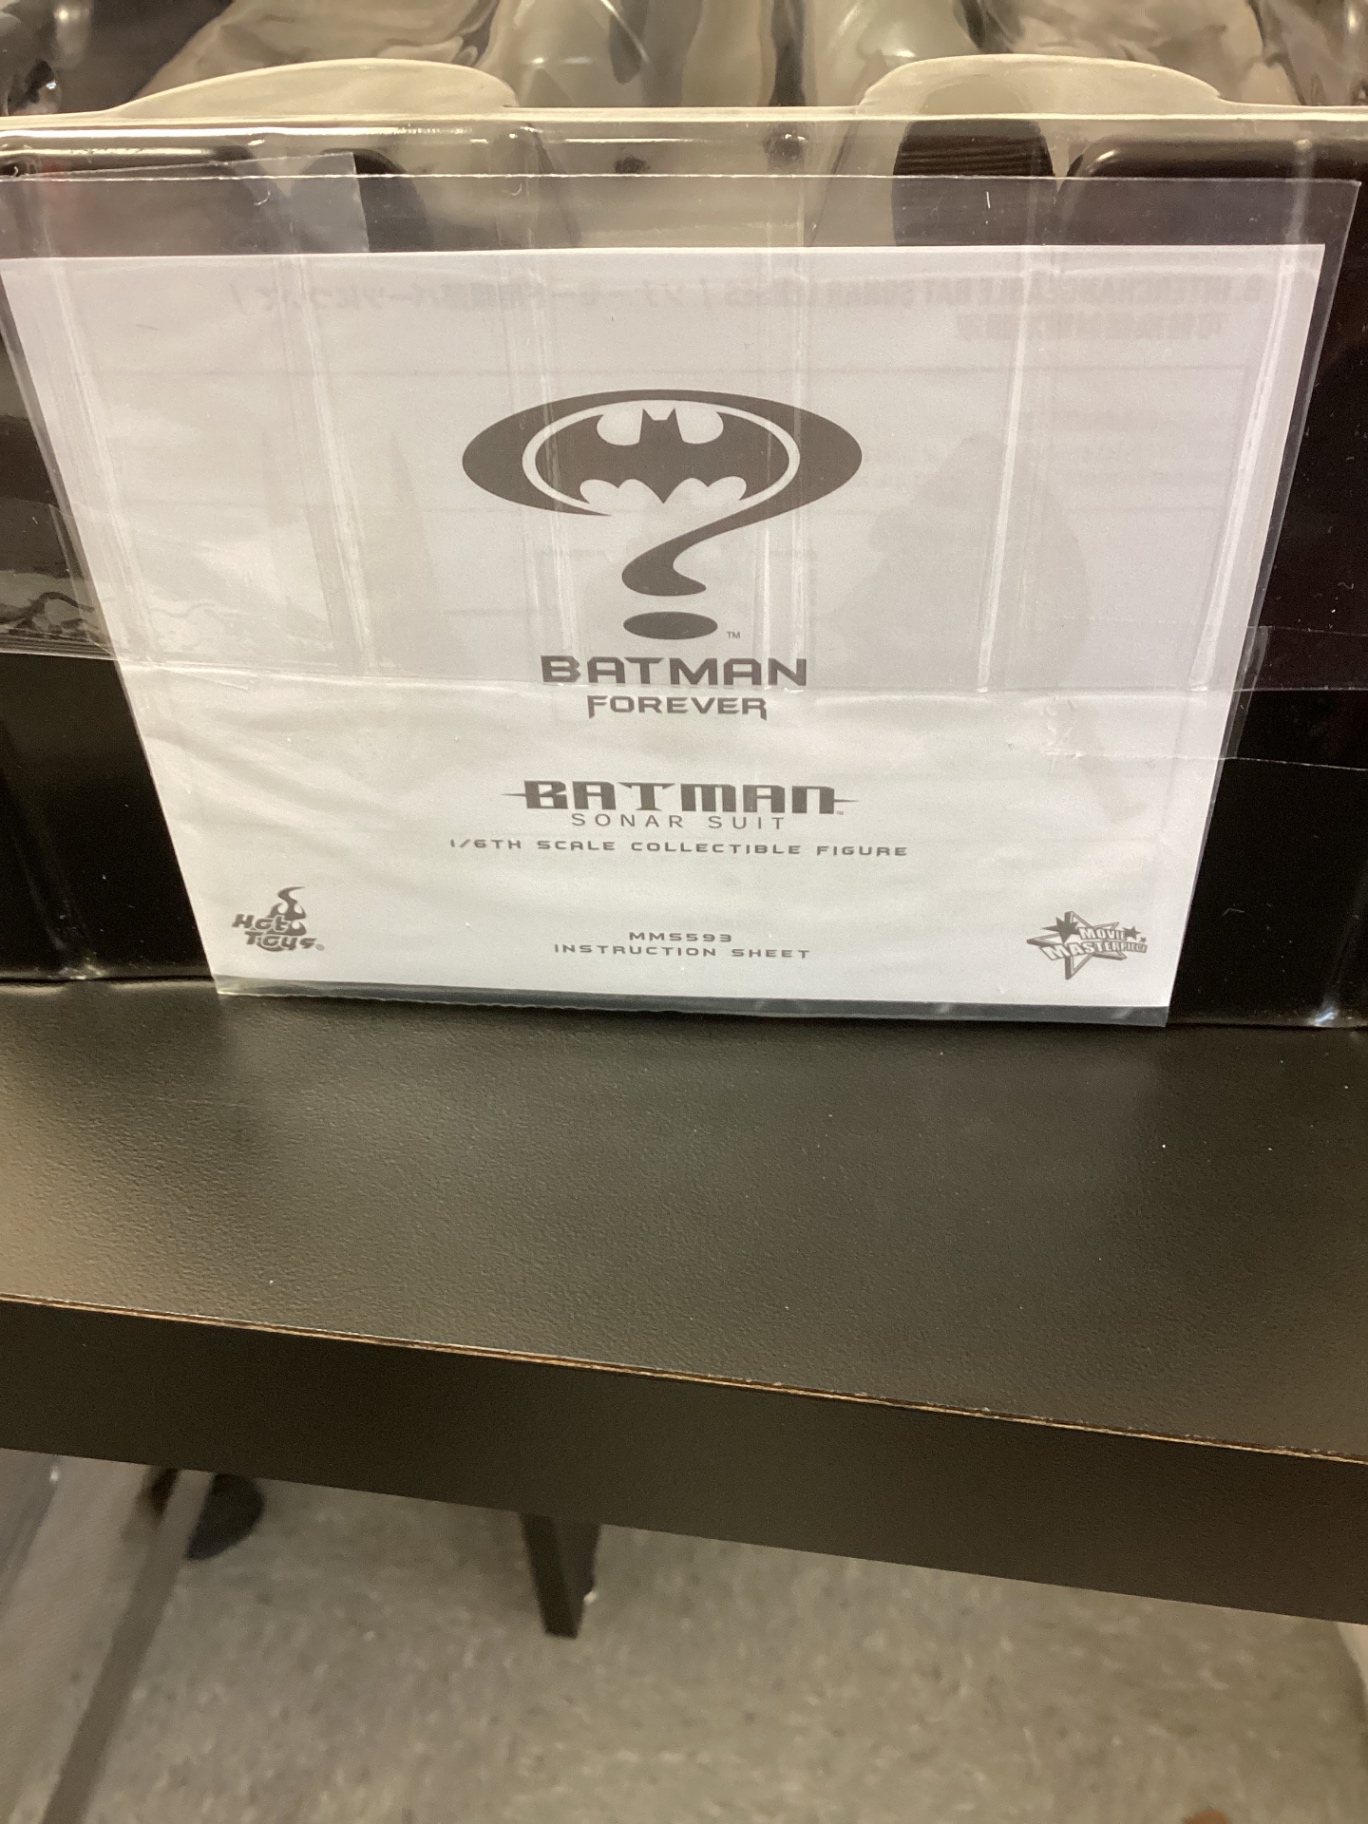 8. INTERCHANGEABLE BAT SONAR LENSES /
TM
BATMAN
FOREVER
BATMAN
SONAR SUIT
1/6TH SCALE COLLECTIBLE FIGURE
Hot
Toys
MMS593
INSTRUCTION SHEET
MOVIE
MASTERPIECE